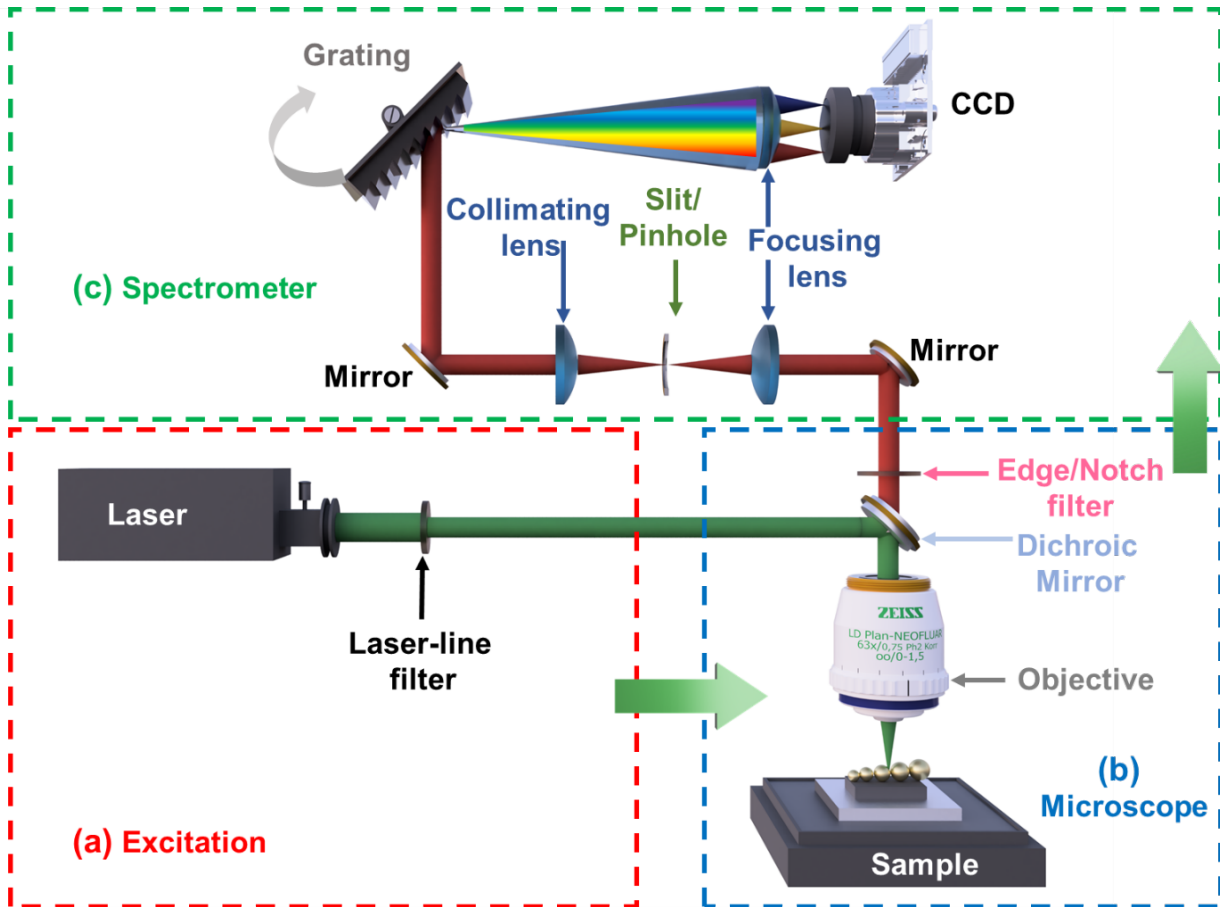 Grating
CCD
Collimating
lens
Slit/
Pinhole
Focusing
lens
(c) Spectrometer
Mirror
Mirror
Laser
Laser-line
filter
Edge/Notch
filter
Dichroic
Mirror
ZEISS
LD Plan-NEOFLUAR
63x/0,75 Ph2 Korr
oo/0-1,5
Objective
(b)
Microscope
(a) Excitation
Sample